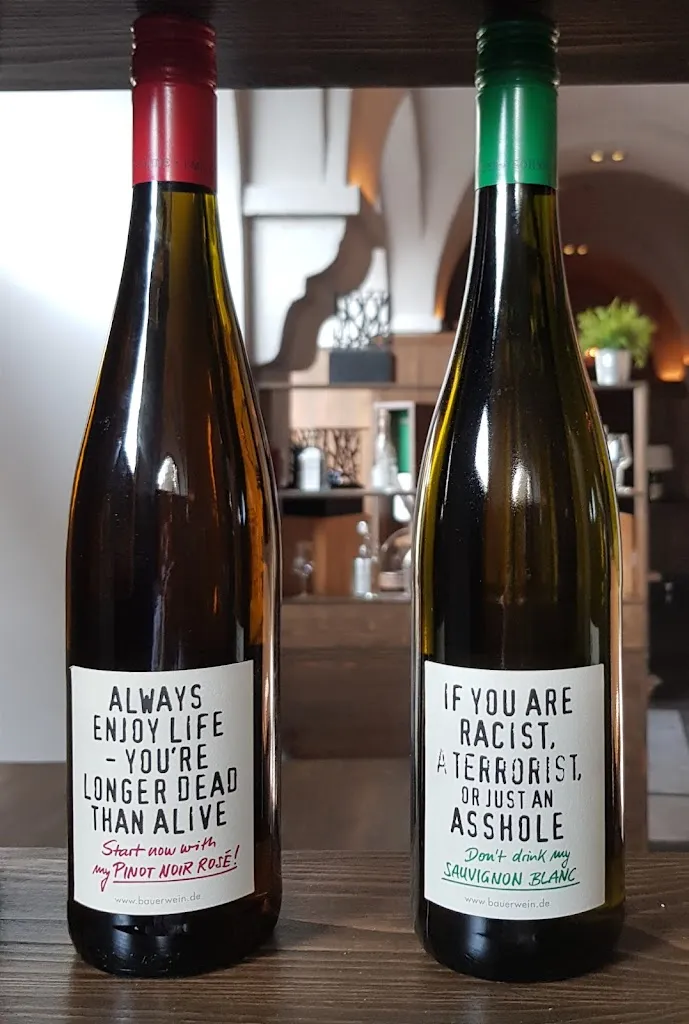 ALWAYS
ENJOY LIFE
- YOU'RE
LONGER DEAD
THAN ALIVE
Start now with
my PINOT NOIR ROSÉ!
www.bauerwein.de
IF YOU ARE
RACIST,
A TERRORIST,
OR JUST AN
ASSHOLE
Don't drink my
SAUVIGNON BLANC
www.bauerwein.de